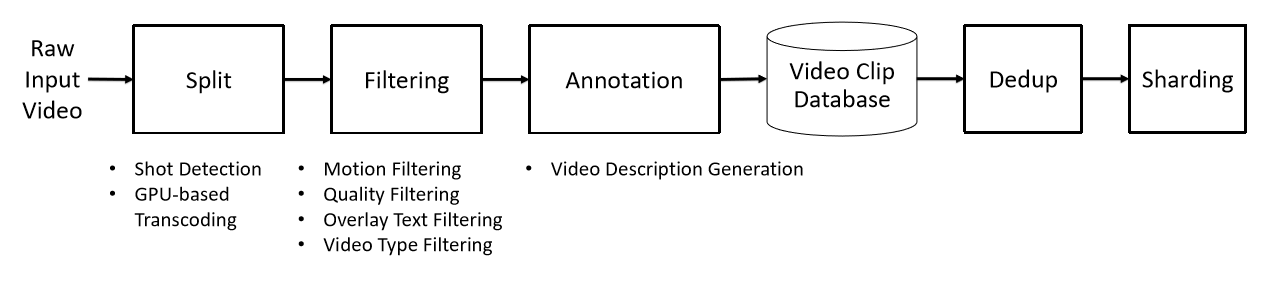 Raw
Input
Video
Split
Filtering
Annotation
Video Clip
Database
Dedup
Sharding
• Shot Detection
• GPU-based
Transcoding
• Motion Filtering
• Quality Filtering
• Overlay Text Filtering
• Video Type Filtering
• Video Description Generation